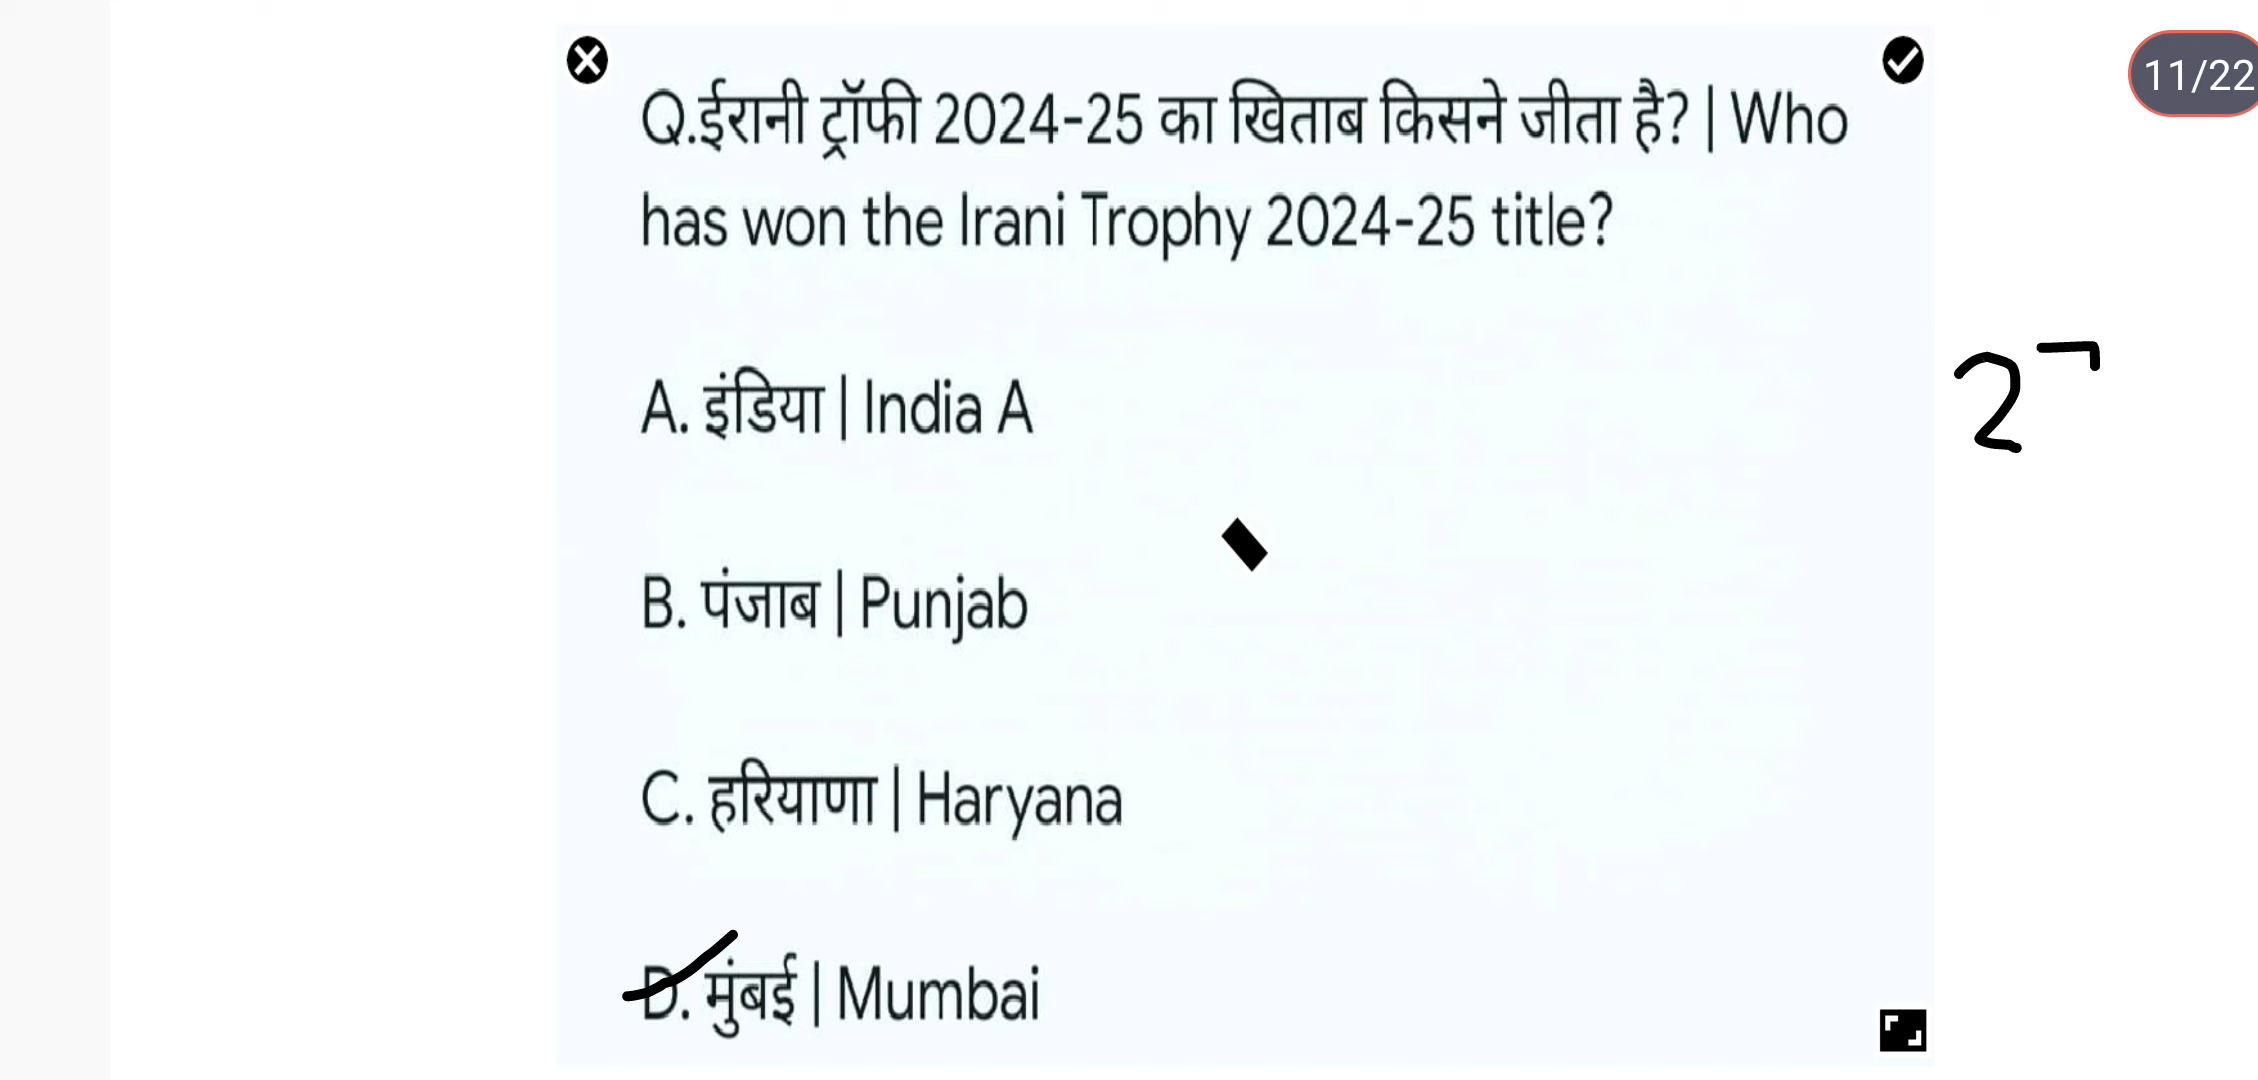 11/22
Q.ईरानी ट्रॉफी 2024-25 का खिताब किसने जीता है? | Who
has won the Irani Trophy 2024-25 title?
A. इंडिया | India A
2
B. पंजाब | Punjab
C. हरियाणा | Haryana
D. मुंबई | Mumbai